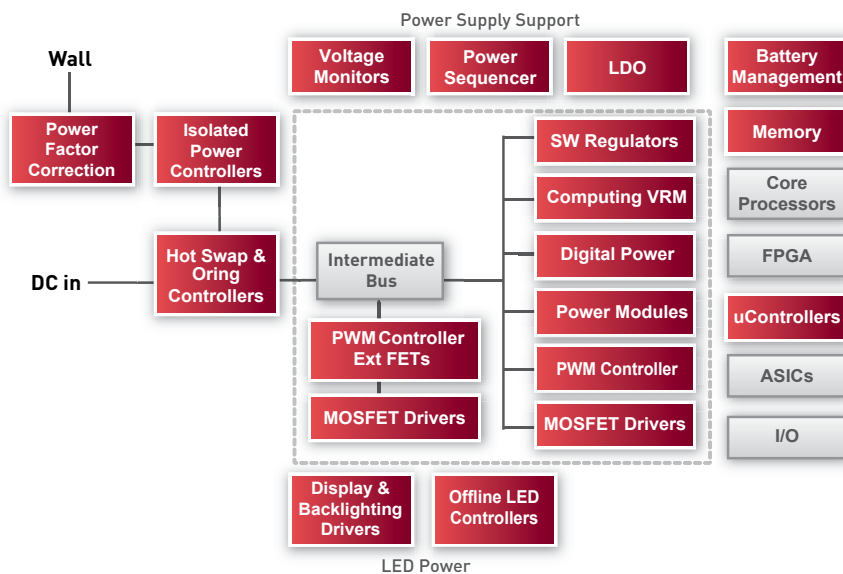 Power Supply Support
Wall
Voltage
Monitors
Power
Sequencer
LDO
Battery
Management
Power
Factor
Correction
Isolated
Power
Controllers
SW Regulators
Memory
Computing VRM
Core
Processors
DC in
Hot Swap &
Oring
Controllers
Intermediate
Bus
Digital Power
FPGA
PWM Controller
Ext FETs
Power Modules
uControllers
MOSFET Drivers
PWM Controller
ASICs
MOSFET Drivers
I/O
Display &
Backlighting
Drivers
Offline LED
Controllers
LED Power